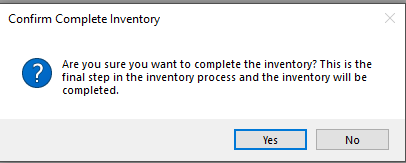 Confirm Complete Inventory
Are you sure you want to complete the inventory? This is the
final step in the inventory process and the inventory will be
completed.
Yes
No